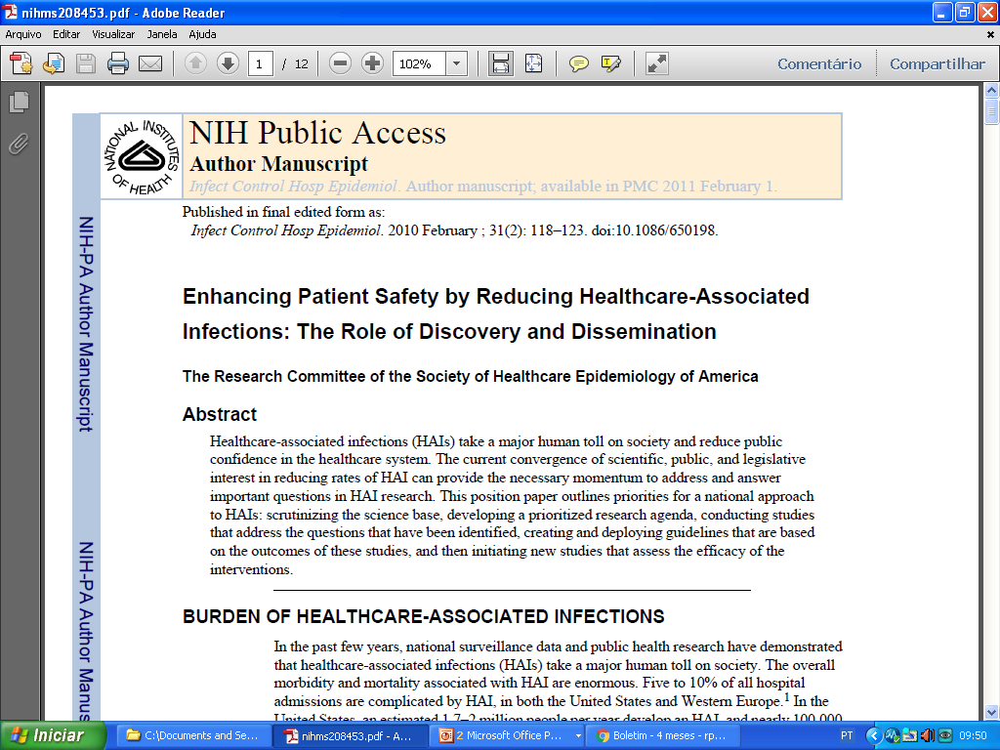 nihms208453.pdf - Adobe Reader
Arquivo Editar Visualizar Janela Ajuda
1 / 12 102% Comentário Compartilhar
NATIONAL INSTITUTES OF HEALTH
NIH Public Access
Author Manuscript
Infect Control Hosp Epidemiol. Author manuscript; available in PMC 2011 February 1.
Published in final edited form as:
Infect Control Hosp Epidemiol. 2010 February ; 31(2): 118–123. doi:10.1086/650198.
NIH-PA Author Manuscript
Enhancing Patient Safety by Reducing Healthcare-Associated
Infections: The Role of Discovery and Dissemination
The Research Committee of the Society of Healthcare Epidemiology of America
Abstract
Healthcare-associated infections (HAIs) take a major human toll on society and reduce public
confidence in the healthcare system. The current convergence of scientific, public, and legislative
interest in reducing rates of HAI can provide the necessary momentum to address and answer
important questions in HAI research. This position paper outlines priorities for a national approach
to HAIs: scrutinizing the science base, developing a prioritized research agenda, conducting studies
that address the questions that have been identified, creating and deploying guidelines that are based
on the outcomes of these studies, and then initiating new studies that assess the efficacy of the
interventions.
NIH-PA Author Manus
BURDEN OF HEALTHCARE-ASSOCIATED INFECTIONS
In the past few years, national surveillance data and public health research have demonstrated
that healthcare-associated infections (HAIs) take a major human toll on society. The overall
morbidity and mortality associated with HAI are enormous. Five to 10% of all hospital
admissions are complicated by HAI, in both the United States and Western Europe.1 In the
United States, an estimated 1.7–2 million people per year develop an HAI, and nearly 100,000
Iniciar C:\Documents and Se... nihms208453.pdf - A... 2 Microsoft Office P... Boletim - 4 meses - rp... PT 09:50